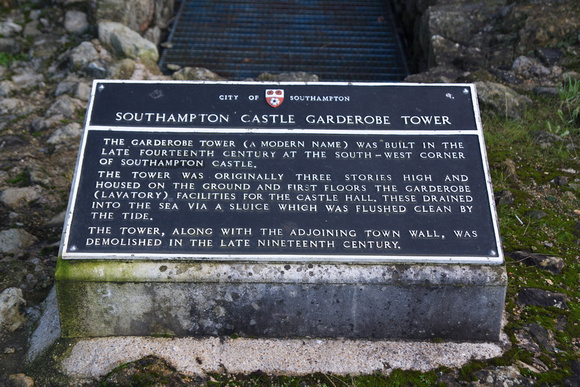 CITY OF SOUTHAMPTON
SOUTHAMPTON CASTLE GARDEROBE TOWER
THE GARDEROBE TOWER (A MODERN NAME) WAS BUILT IN THE
LATE FOURTEENTH CENTURY AT THE SOUTH-WEST CORNER
OF SOUTHAMPTON CASTLE.
THE TOWER WAS ORIGINALLY THREE STORIES HIGH AND
HOUSED ON THE GROUND AND FIRST FLOORS THE GARDEROBE
(LAVATORY) FACILITIES FOR THE CASTLE HALL. THESE DRAINED
INTO THE SEA VIA A SLUICE WHICH WAS FLUSHED CLEAN BY
THE TIDE.
THE TOWER, ALONG WITH THE ADJOINING TOWN WALL, WAS
DEMOLISHED IN THE LATE NINETEENTH CENTURY.